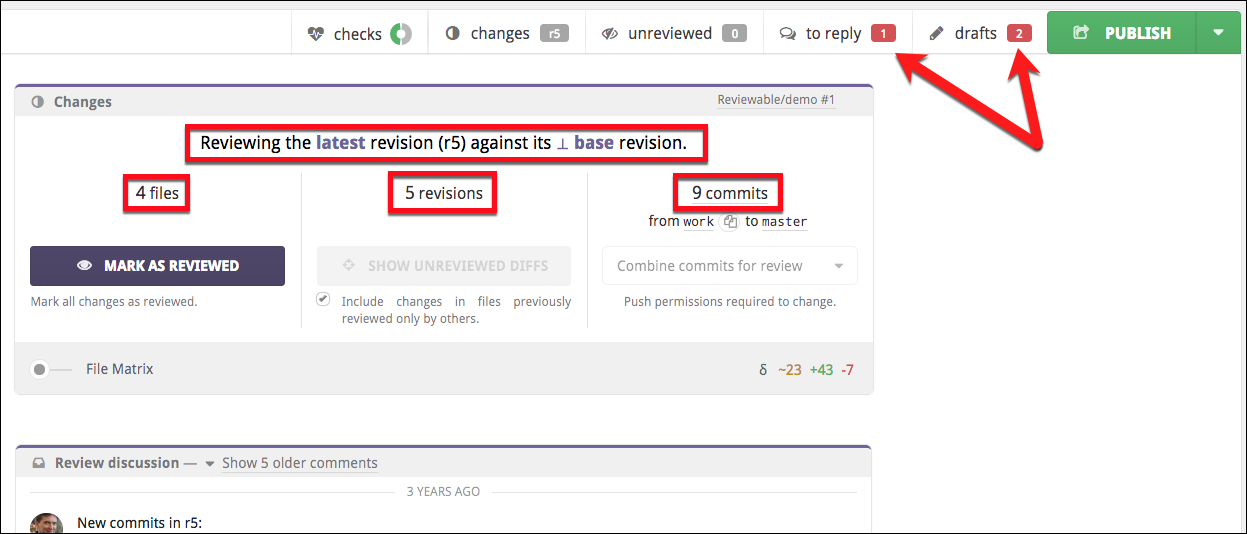 checks changes r5 unreviewed 0 to reply 1 drafts 2 PUBLISH
Changes Reviewable/demo #1
Reviewing the latest revision (r5) against its ⊥ base revision.
4 files 5 revisions 9 commits
from work to master
MARK AS REVIEWED SHOW UNREVIEWED DIFFS Combine commits for review
Mark all changes as reviewed. Include changes in files previously Push permissions required to change.
reviewed only by others.
File Matrix δ ~23 +43 -7
Review discussion — Show 5 older comments
3 YEARS AGO
New commits in r5: